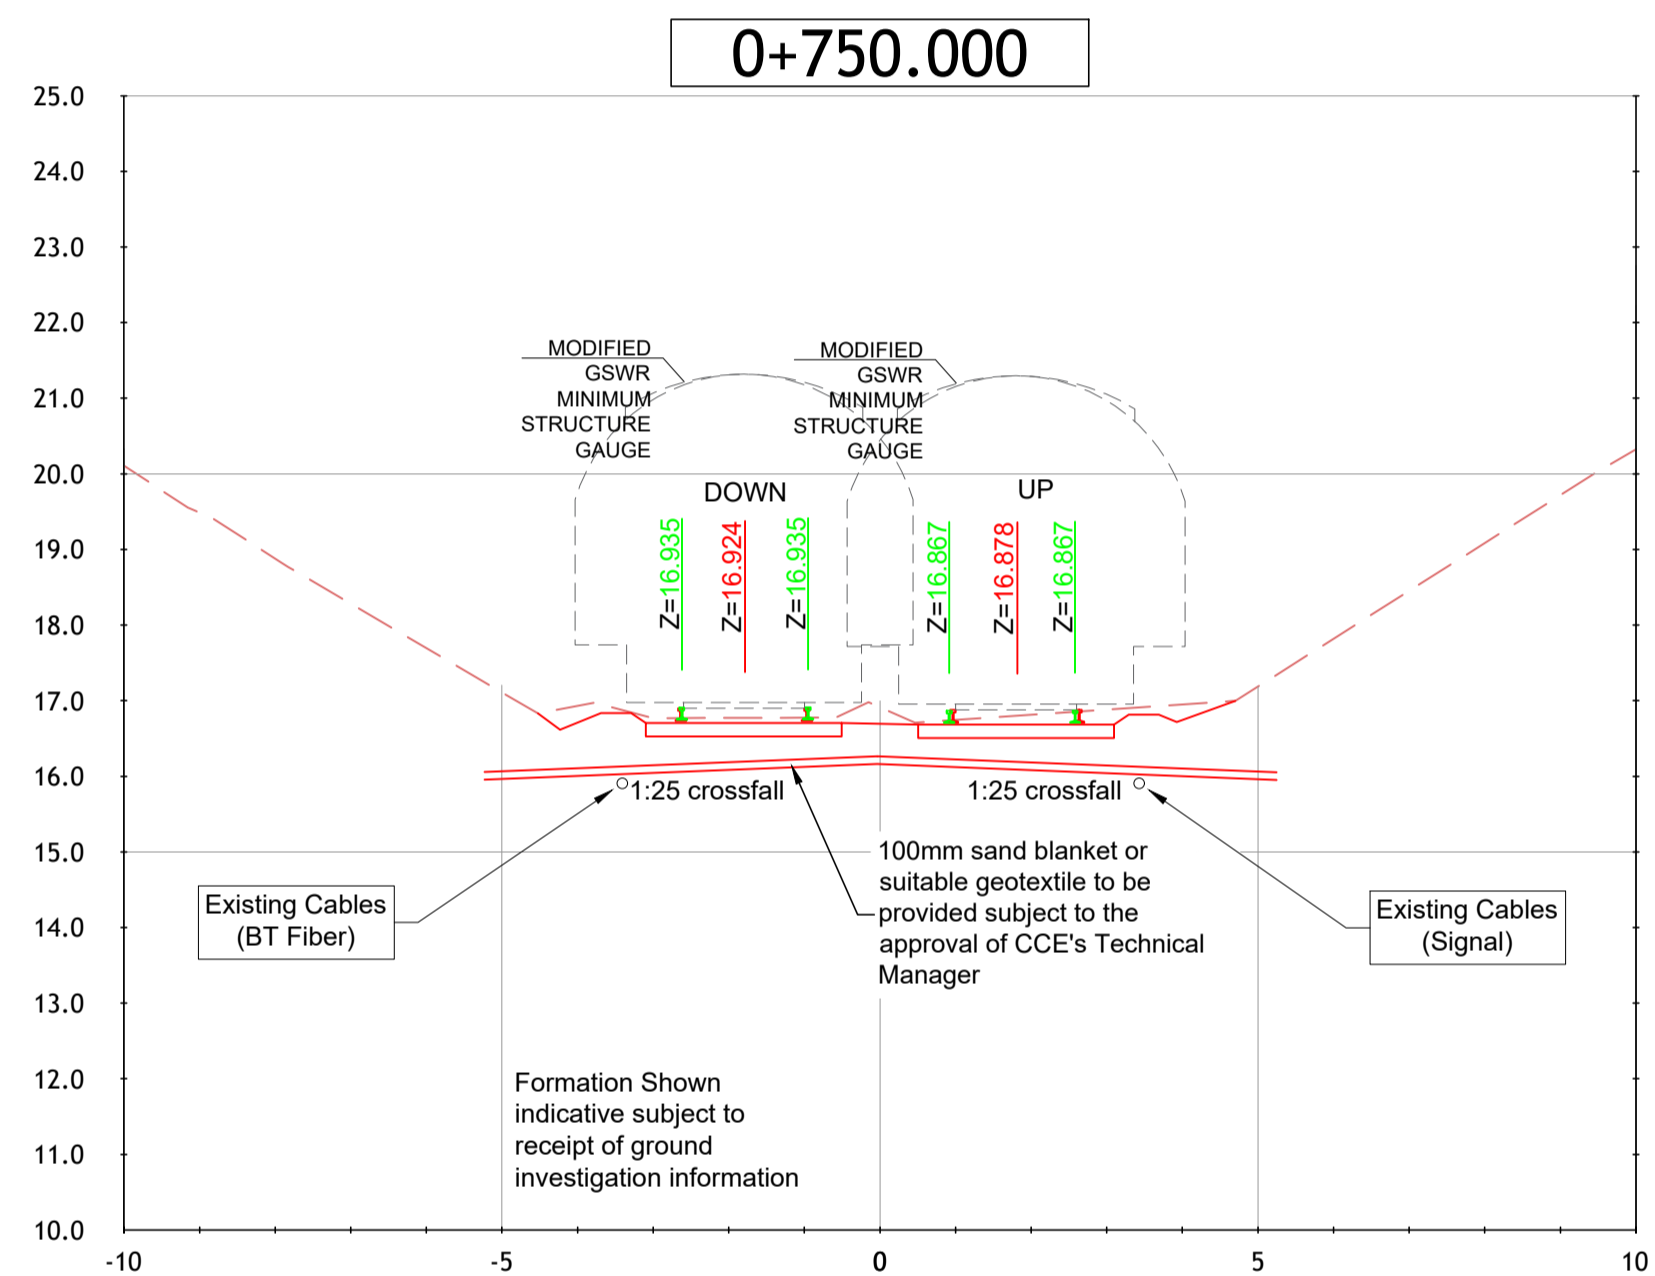 0+750.000
25.0
24.0
23.0
22.0
21.0
20.0
19.0
18.0
17.0
16.0
15.0
14.0
13.0
12.0
11.0
10.0
-10
-5
0
5
10
MODIFIED
GSWR
MINIMUM
STRUCTURE
GAUGE
MODIFIED
GSWR
MINIMUM
STRUCTURE
GAUGE
DOWN
UP
Z=16.935
Z=16.924
Z=16.935
Z=16.867
Z=16.878
Z=16.867
1:25 crossfall
1:25 crossfall
Existing Cables
(BT Fiber)
100mm sand blanket or
suitable geotextile to be
provided subject to the
approval of CCE's Technical
Manager
Existing Cables
(Signal)
Formation Shown
indicative subject to
receipt of ground
investigation information